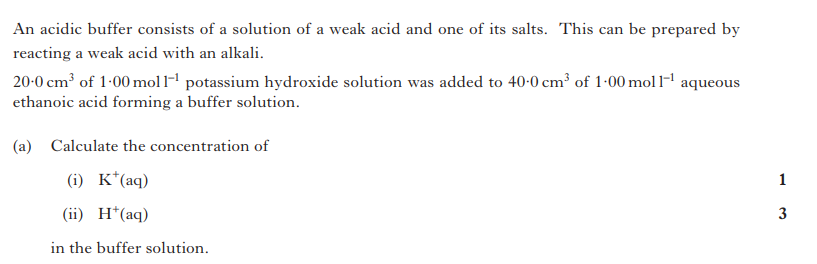 An acidic buffer consists of a solution of a weak acid and one of its salts. This can be prepared by
reacting a weak acid with an alkali.
20·0 cm³ of 1·00 mol l⁻¹ potassium hydroxide solution was added to 40·0 cm³ of 1·00 mol l⁻¹ aqueous
ethanoic acid forming a buffer solution.
(a) Calculate the concentration of
(i) K⁺(aq) 1
(ii) H⁺(aq) 3
in the buffer solution.